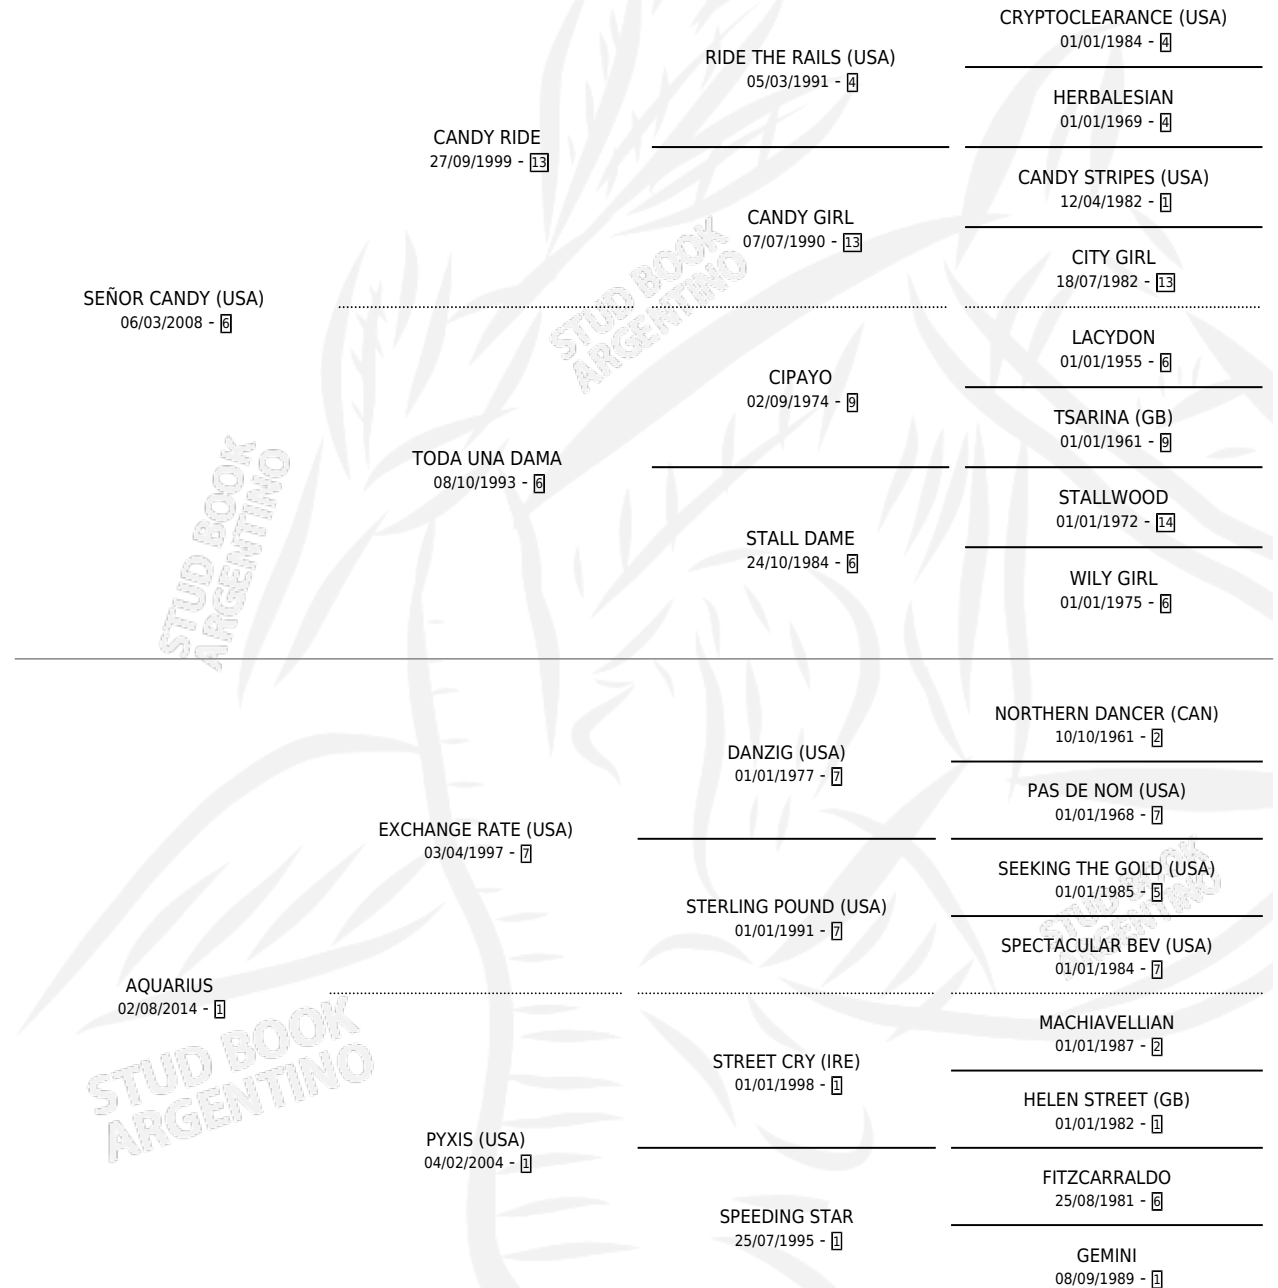 CRYPTOCLEARANCE (USA)
01/01/1984 - 4
RIDE THE RAILS (USA)
05/03/1991 - 4
HERBALESIAN
01/01/1969 - 4
CANDY RIDE
27/09/1999 - 13
CANDY STRIPES (USA)
12/04/1982 - 1
CANDY GIRL
07/07/1990 - 13
CITY GIRL
18/07/1982 - 13
SEÑOR CANDY (USA)
06/03/2008 - 6
LACYDON
01/01/1955 - 6
CIPAYO
02/09/1974 - 9
TSARINA (GB)
01/01/1961 - 9
TODA UNA DAMA
08/10/1993 - 6
STALLWOOD
01/01/1972 - 14
STALL DAME
24/10/1984 - 6
WILY GIRL
01/01/1975 - 6
STUD BOOK
ARGENTINO
STUD BOOK
ARGENTINO
NORTHERN DANCER (CAN)
10/10/1961 - 2
DANZIG (USA)
01/01/1977 - 7
PAS DE NOM (USA)
01/01/1968 - 7
EXCHANGE RATE (USA)
03/04/1997 - 7
SEEKING THE GOLD (USA)
01/01/1985 - 5
STERLING POUND (USA)
01/01/1991 - 7
SPECTACULAR BEV (USA)
01/01/1984 - 7
STUD BOOK
ARGENTINO
AQUARIUS
02/08/2014 - 1
MACHIAVELLIAN
01/01/1987 - 2
STREET CRY (IRE)
01/01/1998 - 1
HELEN STREET (GB)
01/01/1982 - 1
PYXIS (USA)
04/02/2004 - 1
FITZCARRALDO
25/08/1981 - 6
SPEEDING STAR
25/07/1995 - 1
GEMINI
08/09/1989 - 1
STUD BOOK
ARGENTINO